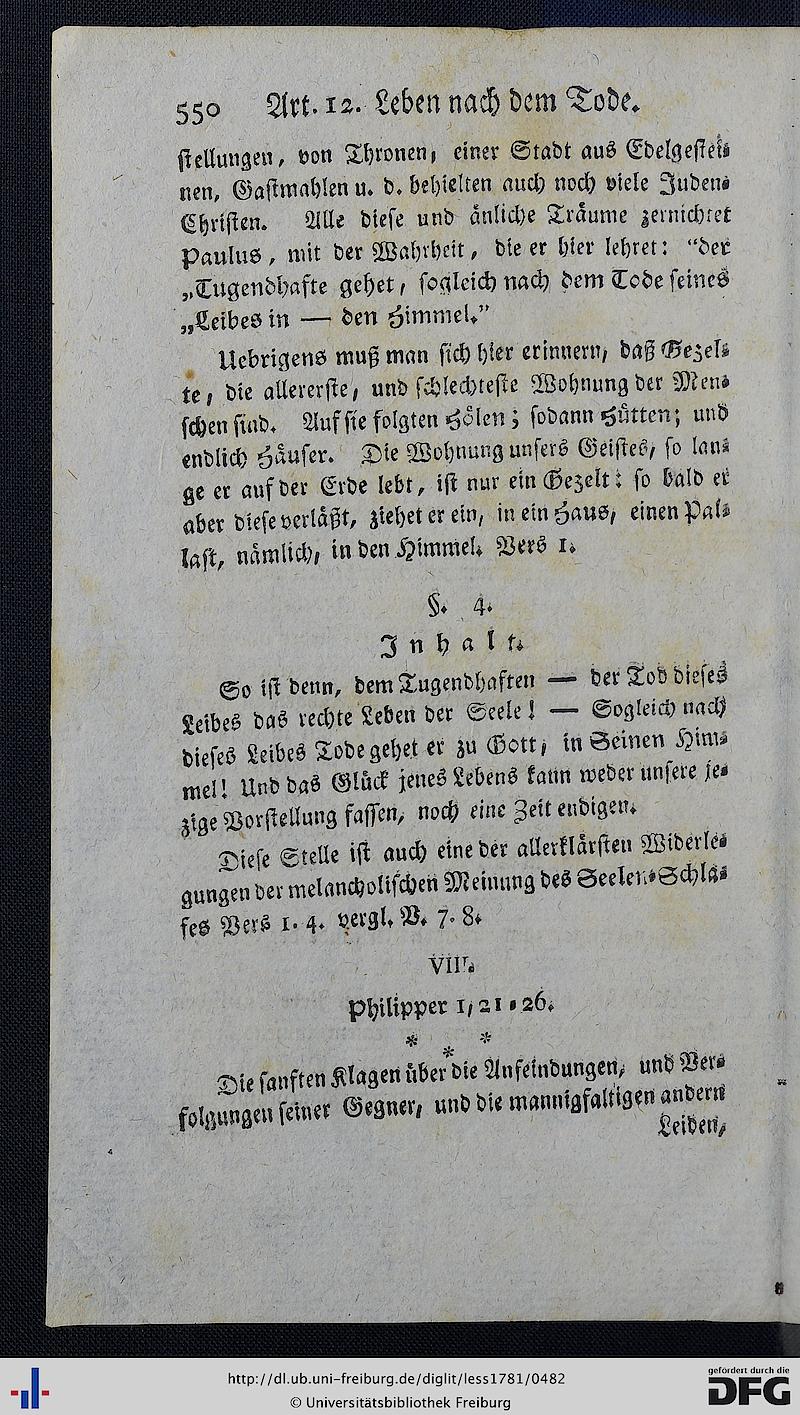 550 Art. 12. Leben nach dem Tode.
stellungen, von Thronen, einer Stadt aus Edelgestei-
nen, Gastmahlen u. d. behielten auch noch viele Juden-
Christen. Alle diese und änliche Träume zernichtet
Paulus, mit der Wahrheit, die er hier lehret: "der
„Tugendhafte gehet, sogleich nach dem Tode seines
„Leibes in — den Himmel."
Uebrigens muß man sich hier erinnern, daß Gezel-
te, die allererste, und schlechteste Wohnung der Men-
schen sind. Auf sie folgten Hölen; sodann Hütten; und
endlich Häuser. Die Wohnung unsers Geistes, so lan-
ge er auf der Erde lebt, ist nur ein Gezelt: so bald er
aber diese verläßt, ziehet er ein, in ein Haus, einen Pal-
last, nämlich, in den Himmel. Vers 1.
§. 4.
Inhalt.
So ist denn, dem Tugendhaften — der Tod dieses
Leibes das rechte Leben der Seele! — Sogleich nach
dieses Leibes Tode gehet er zu Gott, in Seinen Him-
mel! Und das Glück jenes Lebens kann weder unsere je-
zige Vorstellung fassen, noch eine Zeit endigen.
Diese Stelle ist auch eine der allerklärsten Widerle-
gungen der melancholischen Meinung des Seelen-Schla-
fes Vers 1. 4. vergl. V. 7. 8.
VIII.
Philipper 1, 21-26.
* * *
Die sanften Klagen über die Anfeindungen, und Ver-
folgungen seiner Gegner, und die mannigfaltigen andern
Leiden,
http://dl.ub.uni-freiburg.de/diglit/less1781/0482
© Universitätsbibliothek Freiburg
gefördert durch die
DFG